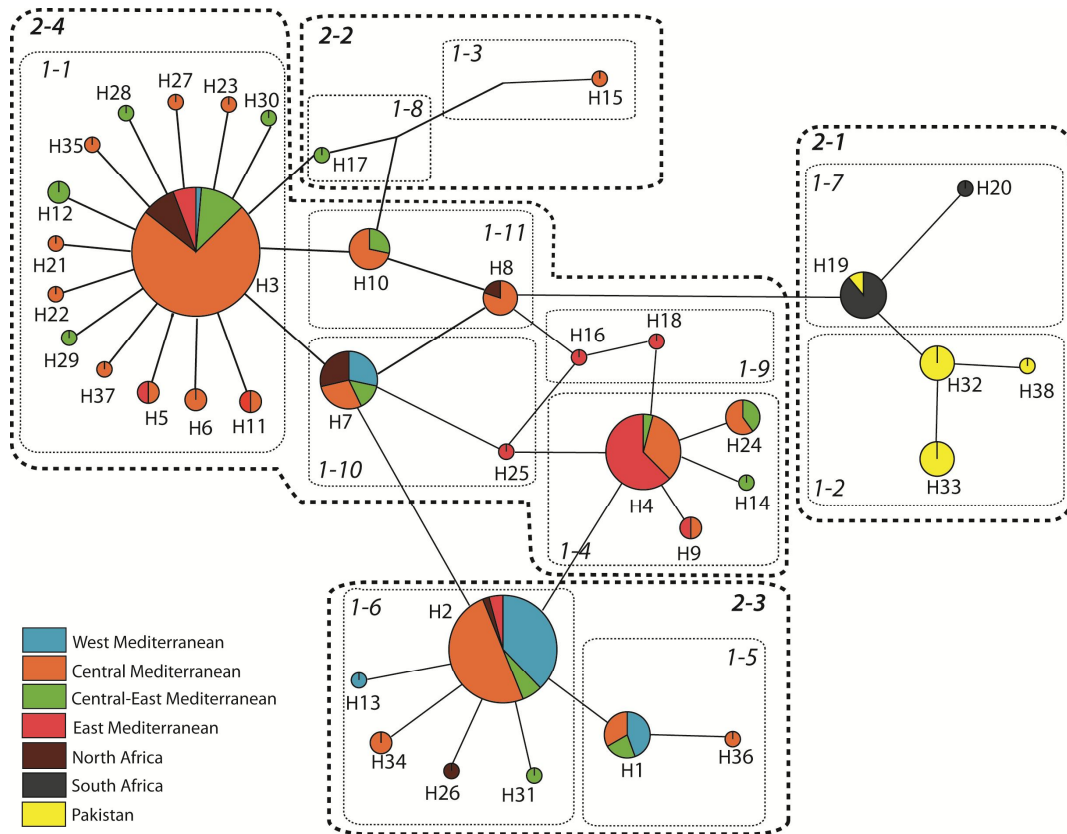 2-4
2-2
1-1
1-3
H27
H23
H28
H30
H15
H35
1-8
H17
2-1
H12
1-7
H20
H21
H3
1-11
H10
H8
H19
H22
H29
H16
H18
1-9
H37
H5
H6
H11
H7
H32
H38
H24
1-10
H25
H4
H14
H33
1-2
H9
1-4
1-6
H2
2-3
1-5
H13
H34
H26
H31
H1
H36
West Mediterranean
Central Mediterranean
Central-East Mediterranean
East Mediterranean
North Africa
South Africa
Pakistan